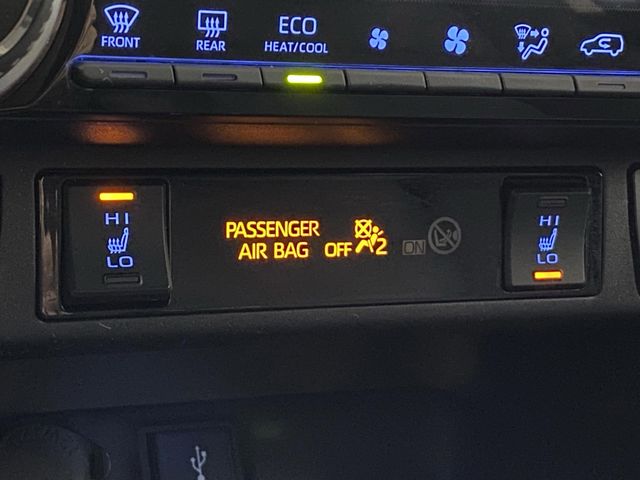 FRONT
REAR
ECO
HEAT/COOL
HI
LO
PASSENGER
AIR BAG OFF 2
ON
HI
LO